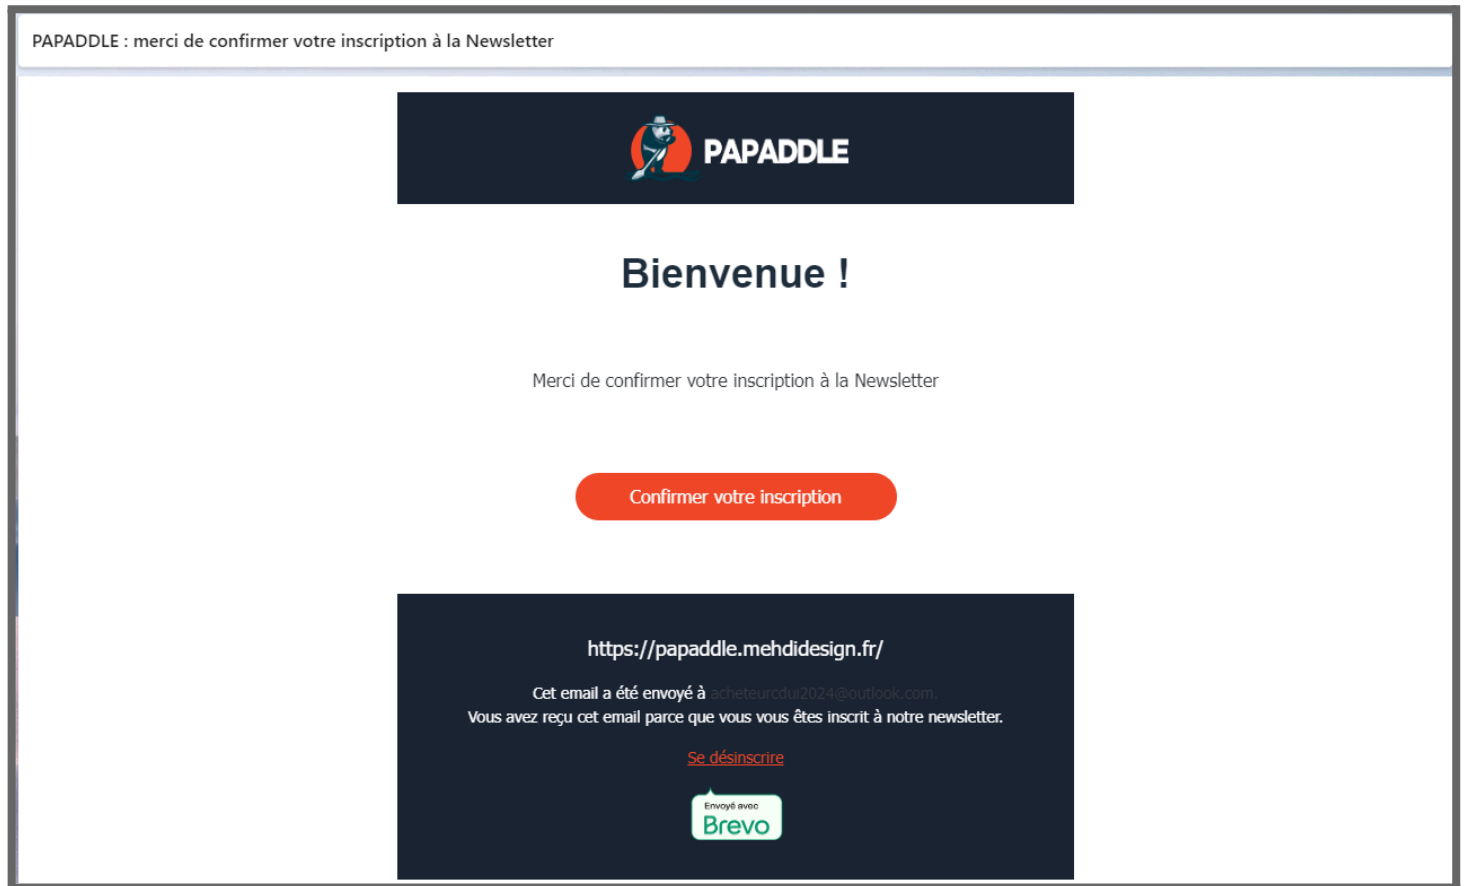 PAPADDLE : merci de confirmer votre inscription à la Newsletter
PAPADDLE
Bienvenue !
Merci de confirmer votre inscription à la Newsletter
Confirmer votre inscription
https://papaddle.mehdidesign.fr/
Cet email a été envoyé à acheteurcdui2024@outlook.com.
Vous avez reçu cet email parce que vous vous êtes inscrit à notre newsletter.
Se désinscrire
Envoyé avec
Brevo